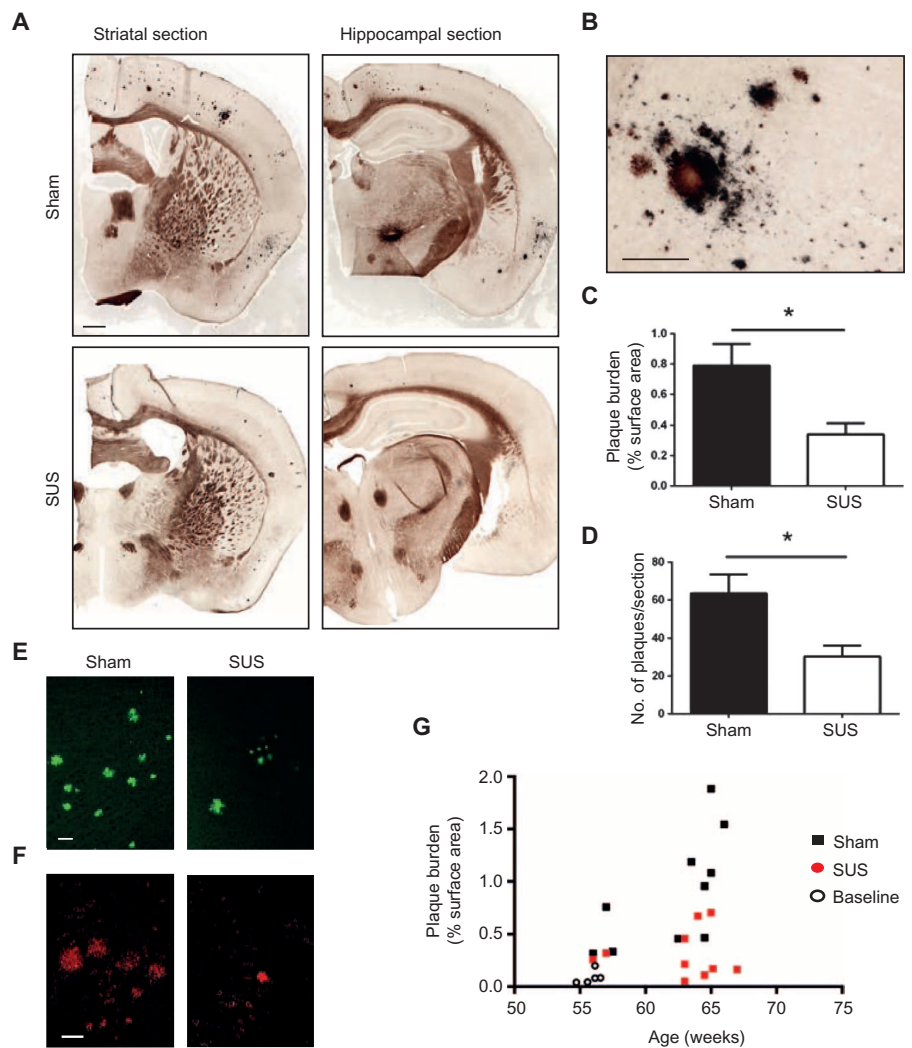 A
Striatal section
Hippocampal section
Sham
SUS
B
C
Plaque burden
(% surface area)
1.0
0.8
0.6
0.4
0.2
0.0
*
Sham
SUS
D
No. of plaques/section
80
60
40
20
0
*
Sham
SUS
E
Sham
SUS
F
G
Plaque burden
(% surface area)
2.0
1.5
1.0
0.5
0.0
50
55
60
65
70
75
Age (weeks)
Sham
SUS
Baseline